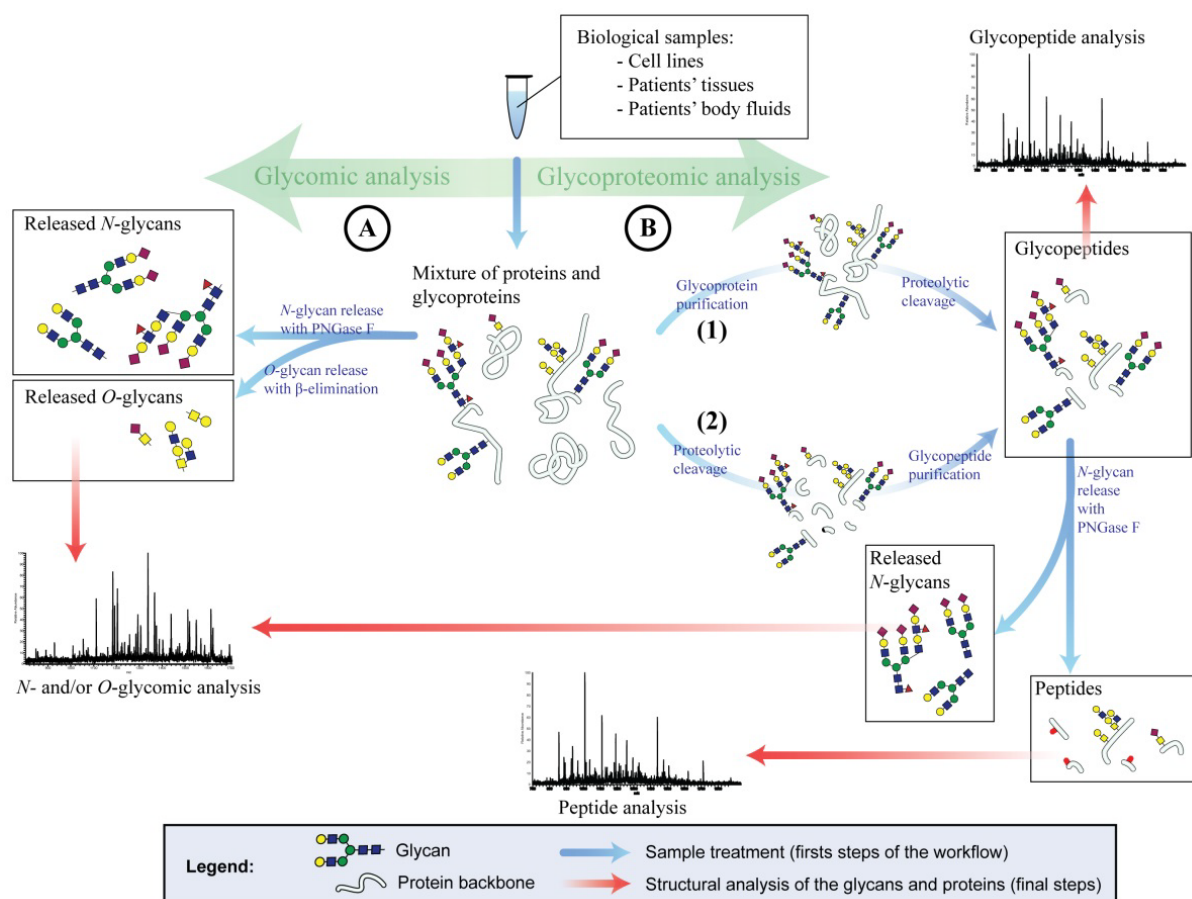 Biological samples:
- Cell lines
- Patients' tissues
- Patients' body fluids
Glycopeptide analysis
Glycomic analysis
Glycoproteomic analysis
A
B
Released N-glycans
Mixture of proteins and
glycoproteins
N-glycan release
with PNGase F
O-glycan release
with β-elimination
Released O-glycans
Glycoprotein
purification
Proteolytic
cleavage
(1)
(2)
Proteolytic
cleavage
Glycopeptide
purification
Glycopeptides
N-glycan
release
with
PNGase F
Released
N-glycans
N- and/or O-glycomic analysis
Peptides
Peptide analysis
Legend:
Glycan
Protein backbone
Sample treatment (firsts steps of the workflow)
Structural analysis of the glycans and proteins (final steps)